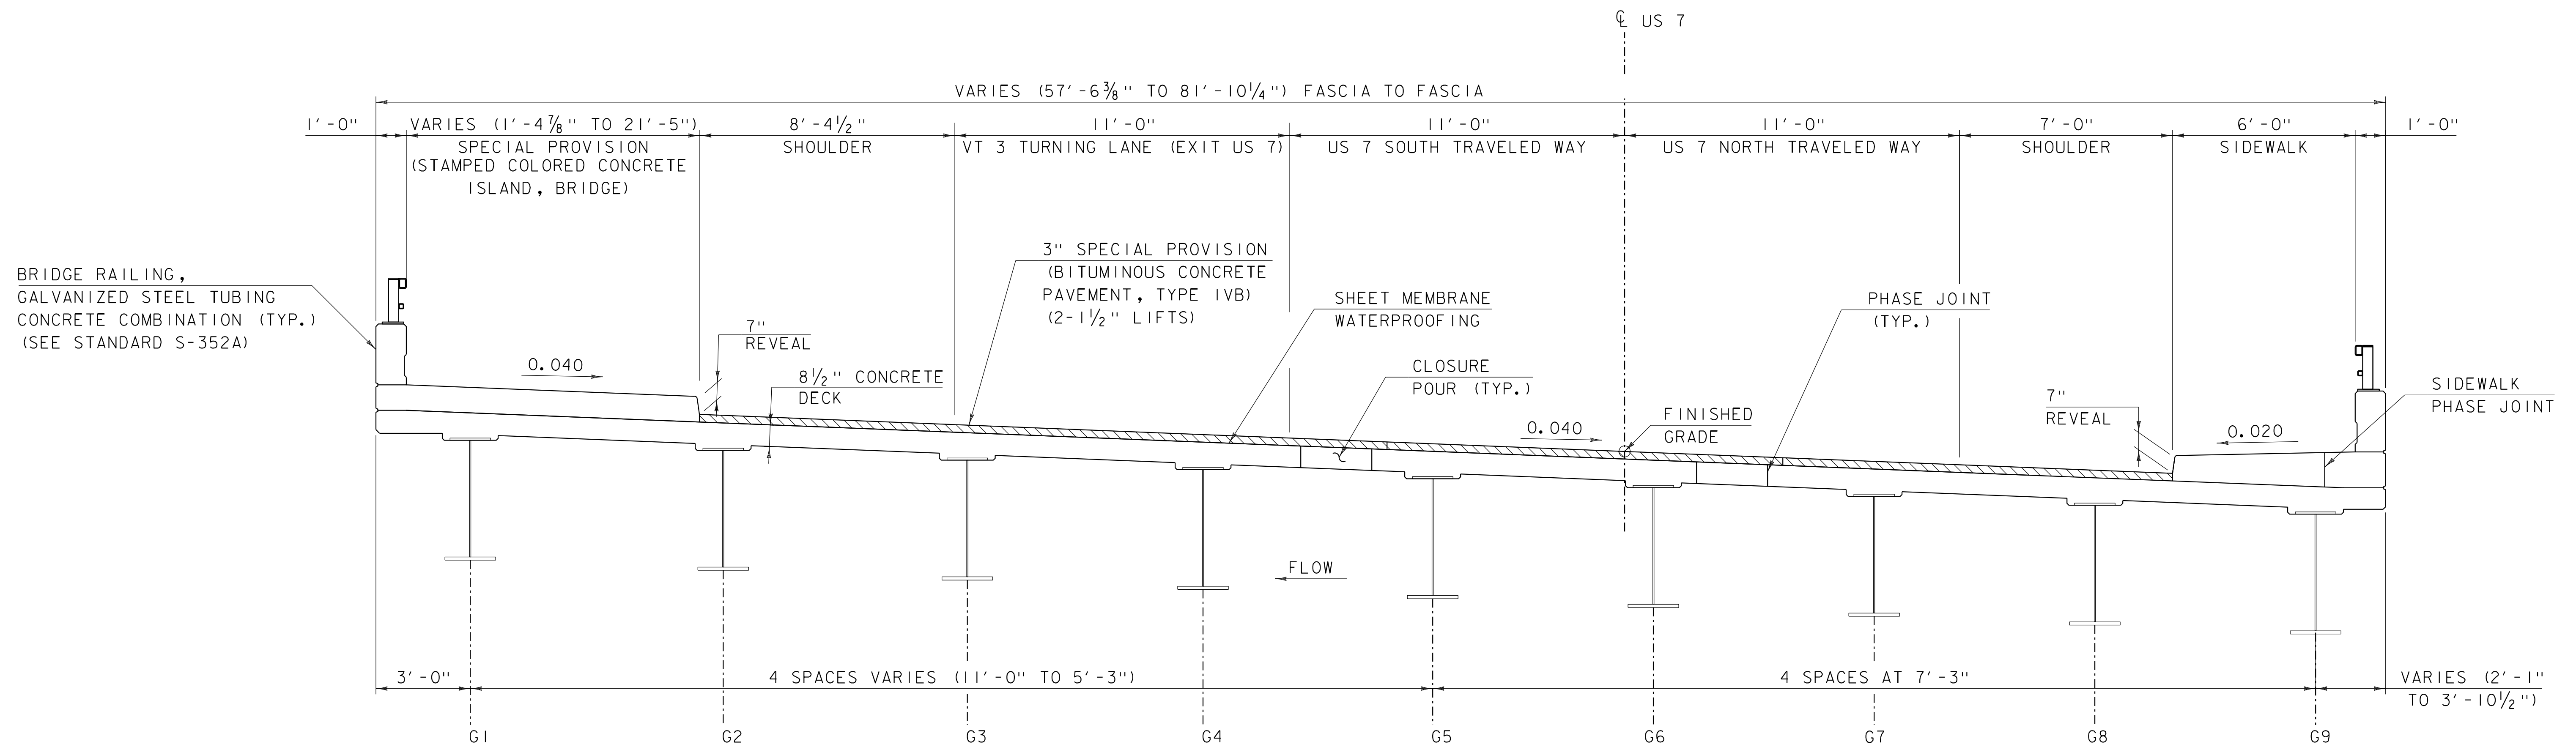 ℄ US 7
VARIES (57'-6⅜" TO 81'-10¼") FASCIA TO FASCIA
1'-0"
VARIES (1'-4⅞" TO 21'-5")
SPECIAL PROVISION
(STAMPED COLORED CONCRETE
ISLAND, BRIDGE)
8'-4½"
SHOULDER
11'-0"
VT 3 TURNING LANE (EXIT US 7)
11'-0"
US 7 SOUTH TRAVELED WAY
11'-0"
US 7 NORTH TRAVELED WAY
7'-0"
SHOULDER
6'-0"
SIDEWALK
1'-0"
BRIDGE RAILING,
GALVANIZED STEEL TUBING
CONCRETE COMBINATION (TYP.)
(SEE STANDARD S-352A)
0.040
7"
REVEAL
8½" CONCRETE
DECK
3" SPECIAL PROVISION
(BITUMINOUS CONCRETE
PAVEMENT, TYPE IVB)
(2-1½" LIFTS)
SHEET MEMBRANE
WATERPROOFING
CLOSURE
POUR (TYP.)
0.040
FINISHED
GRADE
PHASE JOINT
(TYP.)
7"
REVEAL
0.020
SIDEWALK
PHASE JOINT
FLOW
3'-0"
4 SPACES VARIES (11'-0" TO 5'-3")
4 SPACES AT 7'-3"
VARIES (2'-1"
TO 3'-10½")
G1
G2
G3
G4
G5
G6
G7
G8
G9